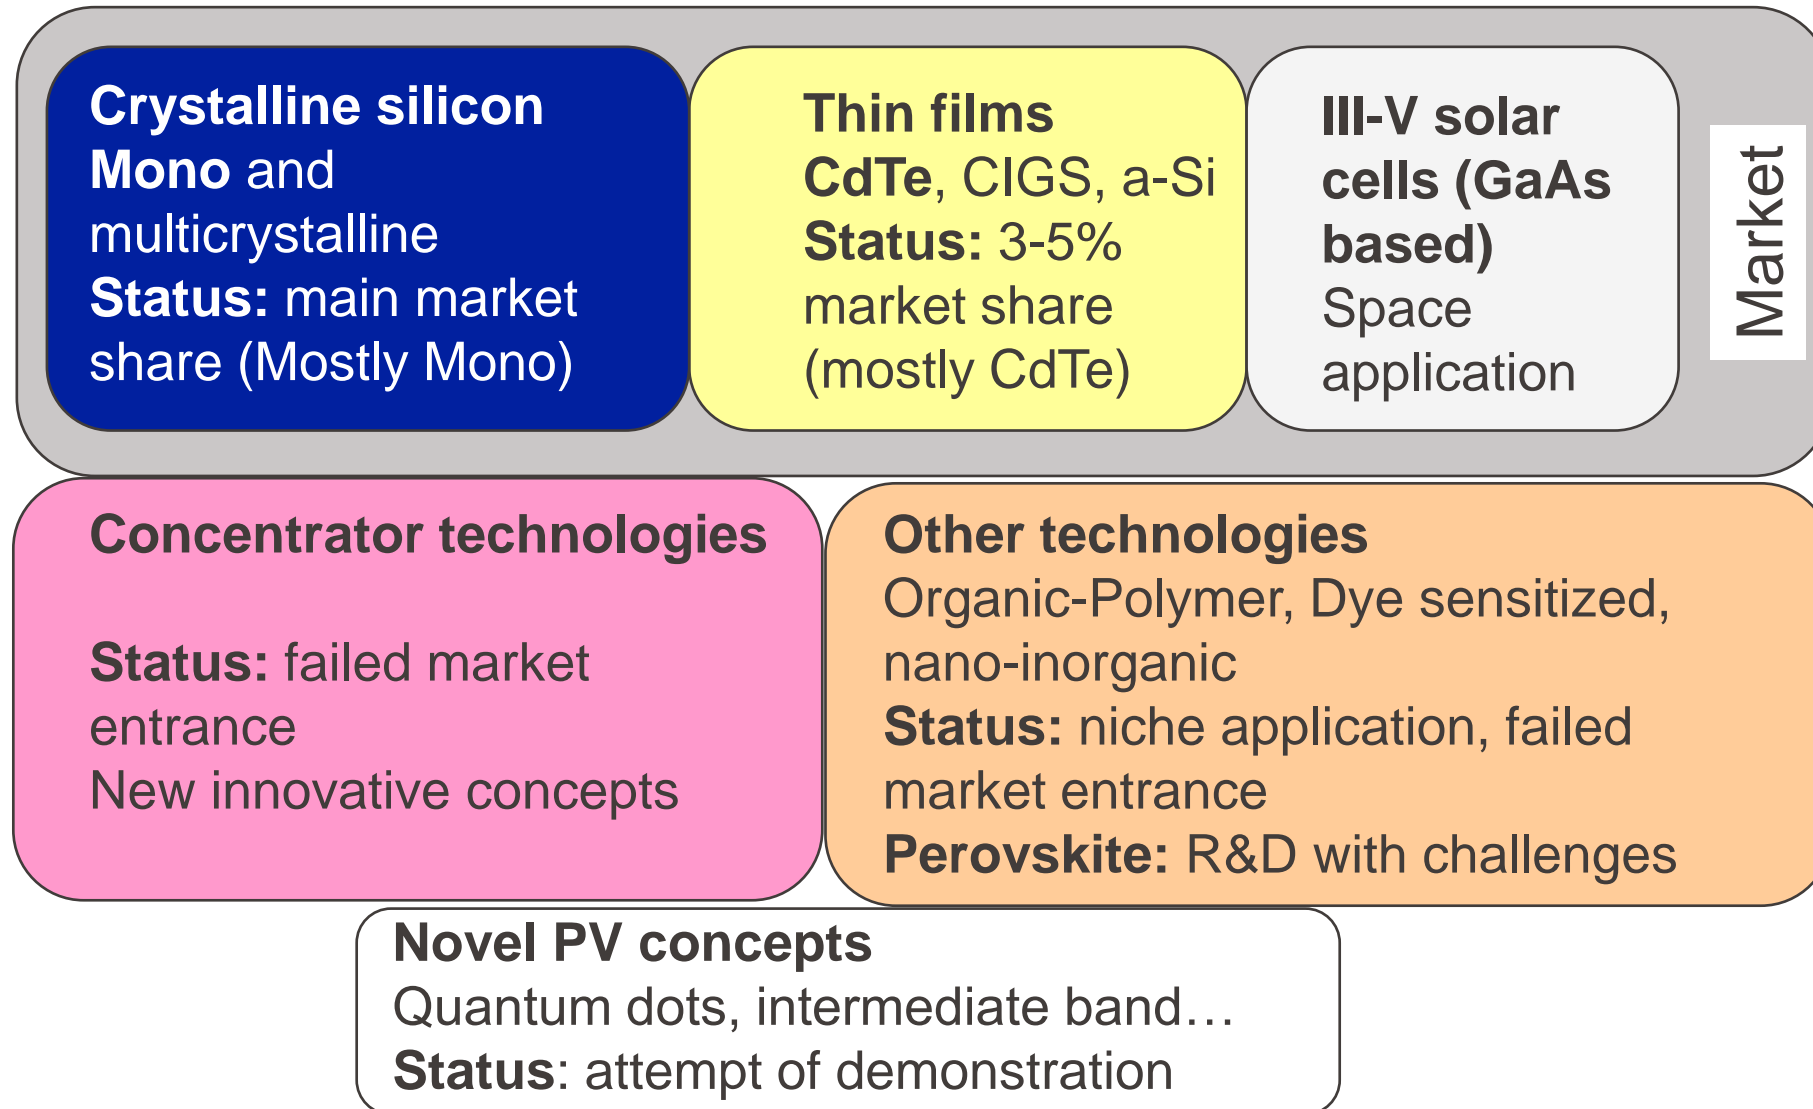 Crystalline silicon
Mono and
multicrystalline
Status: main market
share (Mostly Mono)
Thin films
CdTe, CIGS, a-Si
Status: 3-5%
market share
(mostly CdTe)
III-V solar
cells (GaAs
based)
Space
application
Market
Concentrator technologies
Status: failed market
entrance
New innovative concepts
Other technologies
Organic-Polymer, Dye sensitized,
nano-inorganic
Status: niche application, failed
market entrance
Perovskite: R&D with challenges
Novel PV concepts
Quantum dots, intermediate band…
Status: attempt of demonstration